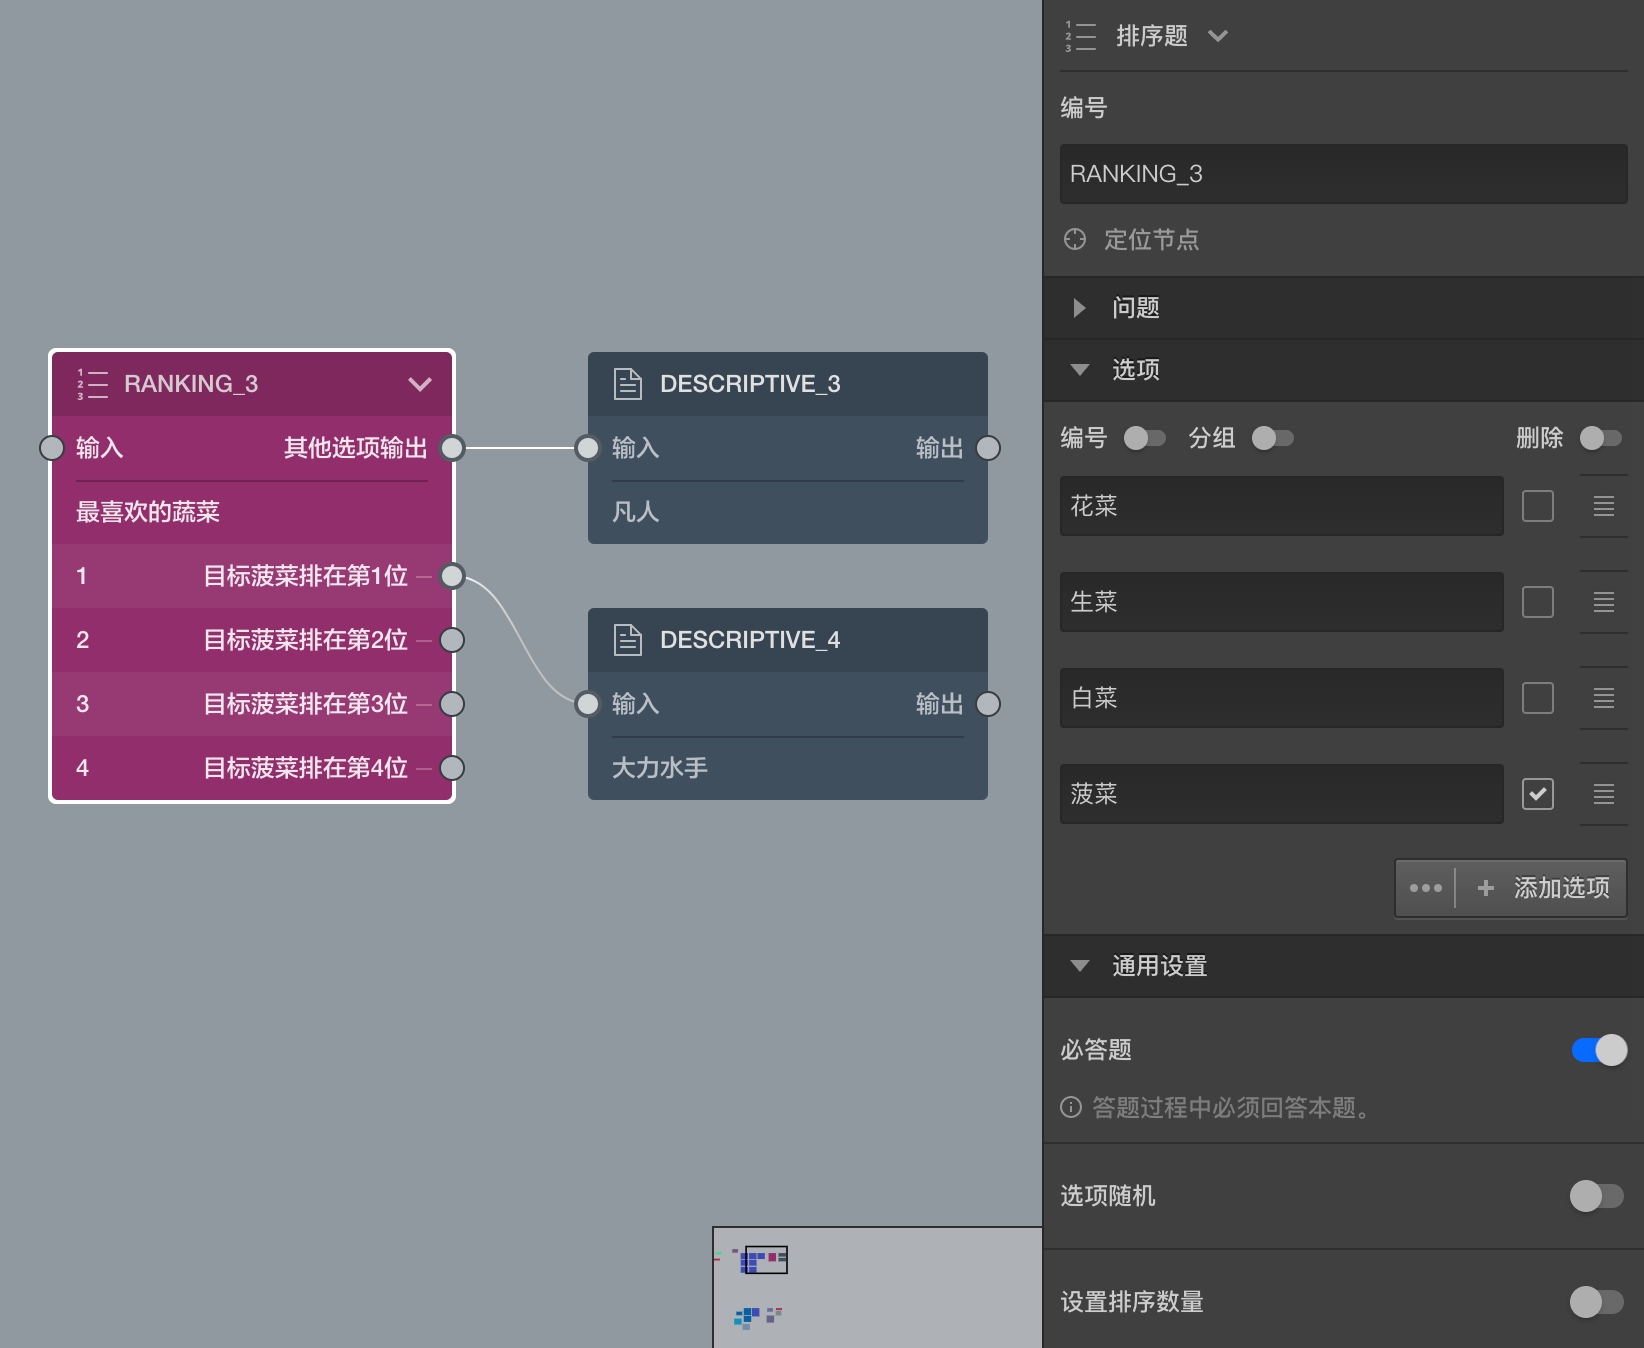 RANKING_3
输入
其他选项输出
最喜欢的蔬菜
1 目标菠菜排在第1位
2 目标菠菜排在第2位
3 目标菠菜排在第3位
4 目标菠菜排在第4位
DESCRIPTIVE_3
输入
输出
凡人
DESCRIPTIVE_4
输入
输出
大力水手
排序题
编号
RANKING_3
定位节点
问题
选项
编号
分组
删除
花菜
生菜
白菜
菠菜
添加选项
通用设置
必答题
答题过程中必须回答本题。
选项随机
设置排序数量